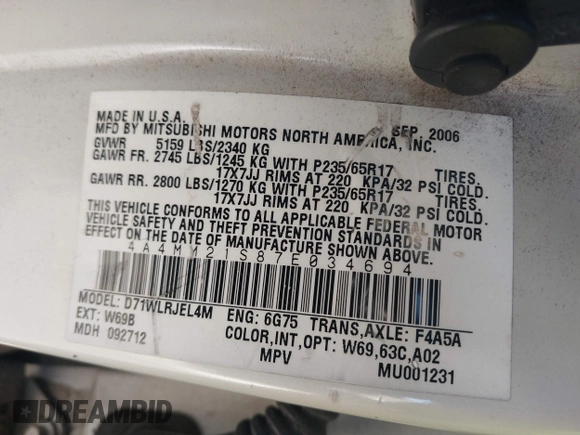 MADE IN U.S.A. SEP, 2006
MFD BY MITSUBISHI MOTORS NORTH AMERICA, INC.
GVWR 5159 LBS/2340 KG
GAWR FR. 2745 LBS/1245 KG WITH P235/65R17 TIRES,
17X7JJ RIMS AT 220 KPA/32 PSI COLD.
GAWR RR. 2800 LBS/1270 KG WITH P235/65R17 TIRES,
17X7JJ RIMS AT 220 KPA/32 PSI COLD.
THIS VEHICLE CONFORMS TO ALL APPLICABLE FEDERAL MOTOR
VEHICLE SAFETY AND THEFT PREVENTION STANDARDS IN
EFFECT ON THE DATE OF MANUFACTURE SHOWN ABOVE.
4A4MM21S87E034694
MODEL: D71WLRJEL4M ENG: 6G75 TRANS,AXLE: F4A5A
EXT: W69B COLOR,INT,OPT: W69,63C,A02
MDH 092712 MPV MU001231
DREAMBID